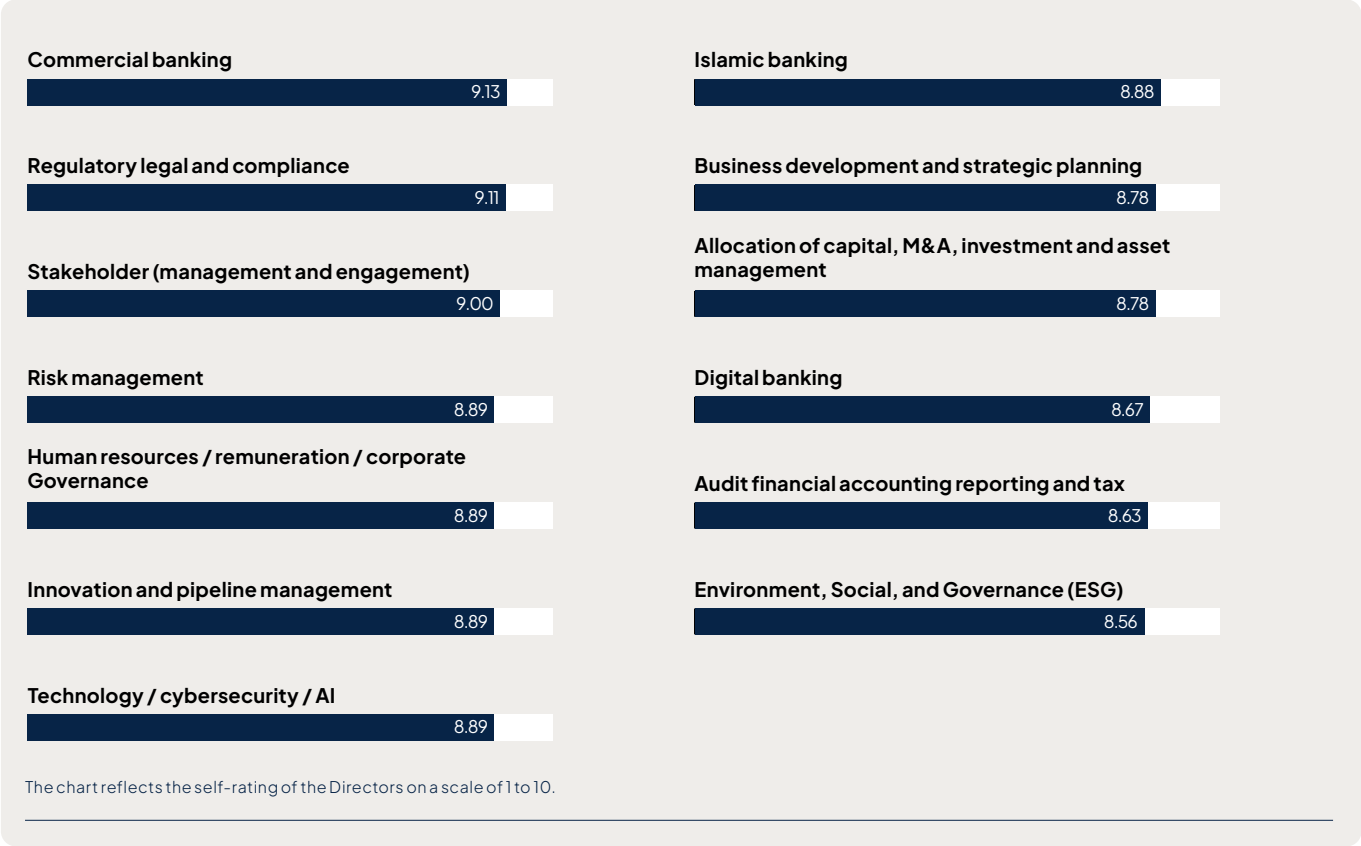 Commercial banking
9.13
Regulatory legal and compliance
9.11
Stakeholder (management and engagement)
9.00
Risk management
8.89
Human resources / remuneration / corporate
Governance
8.89
Innovation and pipeline management
8.89
Technology / cybersecurity / AI
8.89
Islamic banking
8.88
Business development and strategic planning
8.78
Allocation of capital, M&A, investment and asset
management
8.78
Digital banking
8.67
Audit financial accounting reporting and tax
8.63
Environment, Social, and Governance (ESG)
8.56
The chart reflects the self-rating of the Directors on a scale of 1 to 10.